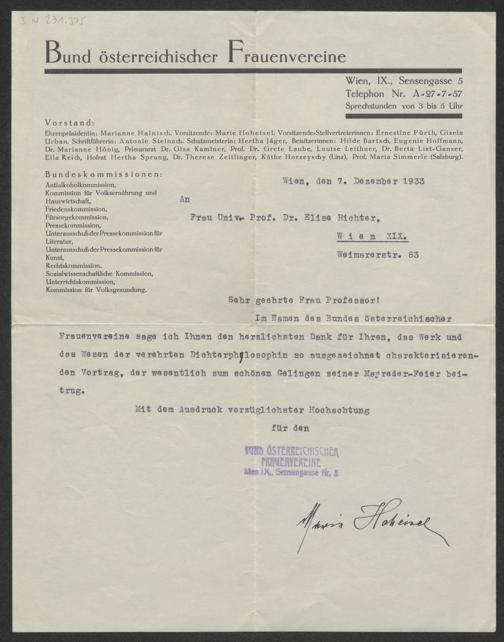 I N 231.975
Bund österreichischer Frauenvereine
Wien, IX., Sensengasse 5
Telephon Nr. A-27-7-57
Sprechstunden von 3 bis 5 Uhr
Vorstand:
Ehrenpräsidentin: Marianne Hainisch, Vorsitzende: Marie Hoheisel, Vorsitzende-Stellvertreterinnen: Ernestine Fürth, Gisela
Urban, Schriftführerin: Antonie Steinach, Schatzmeisterin: Hertha Jäger, Beisitzerinnen: Hilde Bartsch, Eugenie Hoffmann,
Dr. Marianne Hönig, Primararzt Dr. Gisa Kaminer, Prof. Dr. Grete Laube, Louise Leithner, Dr. Berta List-Ganser,
Ella Reich, Hofrat Hertha Sprung, Dr. Therese Zeitlinger, Käthe (Linz), Prof. Maria Simmerle (Salzburg).
Bundeskommissionen:
Antialkoholkommission,
Kommission für Volksernährung und
Hauswirtschaft,
Friedenskommission,
Fürsorgekommission,
Pressekommission,
Unterausschuß der Pressekommission für
Literatur,
Unterausschuß der Pressekommission für
Kunst,
Rechtskommission,
Sozialwissenschaftliche Kommission,
Unterrichtskommission,
Kommission für Volksgesundung.
Wien, den 7. Dezember 1933
An
Frau Univ. Prof. Dr. Elise Richter,
Wien XIX.
Weimarerstr. 83
Sehr geehrte Frau Professor!
Im Namen des Bundes österreichischer
Frauenvereine sage ich Ihnen den herzlichsten Dank für Ihren, das Werk und
das Wesen der verehrten Dichterphilosophin so ausgezeichnet charakterisieren-
den Vortrag, der wesentlich zum schönen Gelingen seiner Mayreder-Feier bei-
trug.
Mit dem Ausdruck vorzüglichster Hochachtung
für den
BUND ÖSTERREICHISCHER
FRAUENVEREINE
Wien IX., Sensengasse Nr. 5
Marie Hoheisel